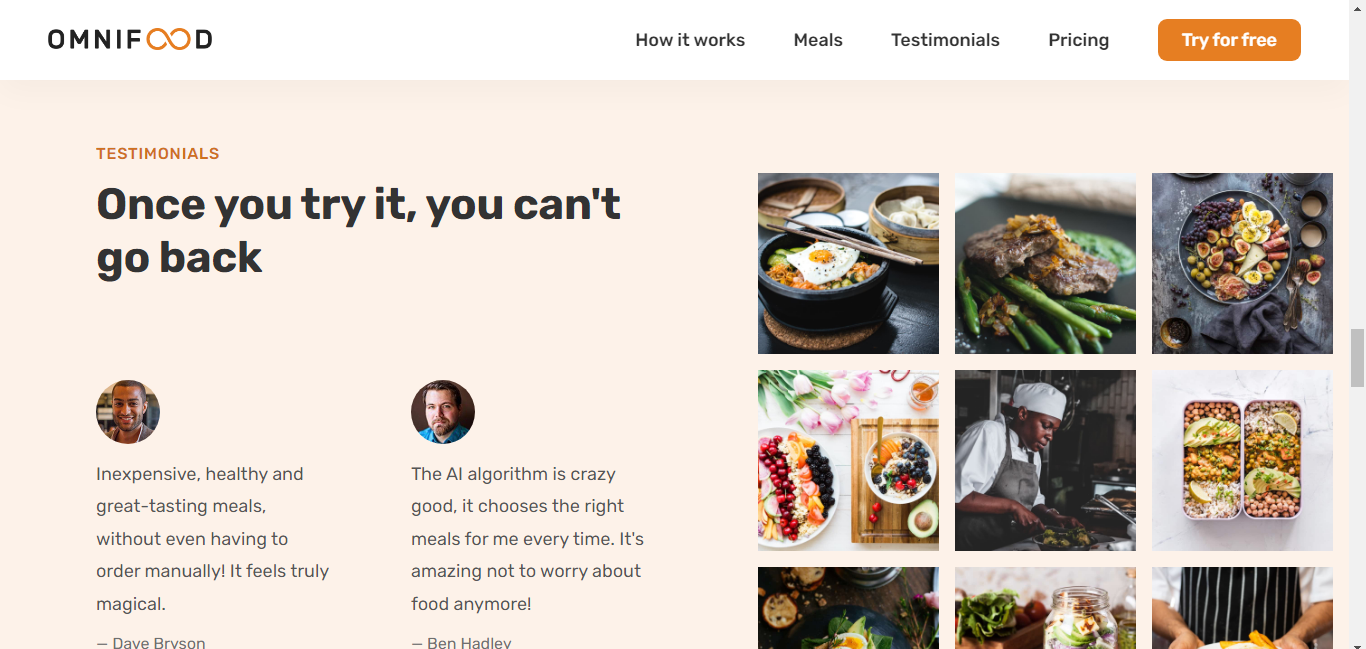 OMNIFOOD
How it works
Meals
Testimonials
Pricing
Try for free
TESTIMONIALS
Once you try it, you can't
go back
Inexpensive, healthy and
great-tasting meals,
without even having to
order manually! It feels truly
magical.
— Dave Bryson
The AI algorithm is crazy
good, it chooses the right
meals for me every time. It's
amazing not to worry about
food anymore!
— Ben Hadley